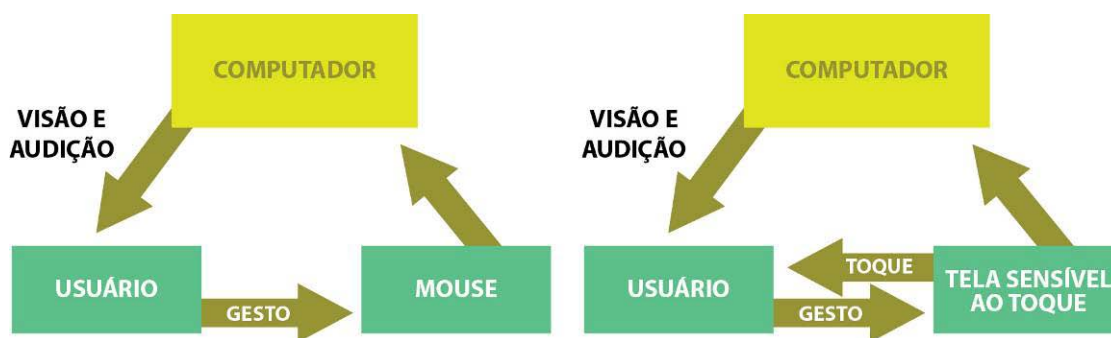 COMPUTADOR
VISÃO E
AUDIÇÃO
USUÁRIO
GESTO
MOUSE
COMPUTADOR
VISÃO E
AUDIÇÃO
USUÁRIO
TOQUE
GESTO
TELA SENSÍVEL
AO TOQUE